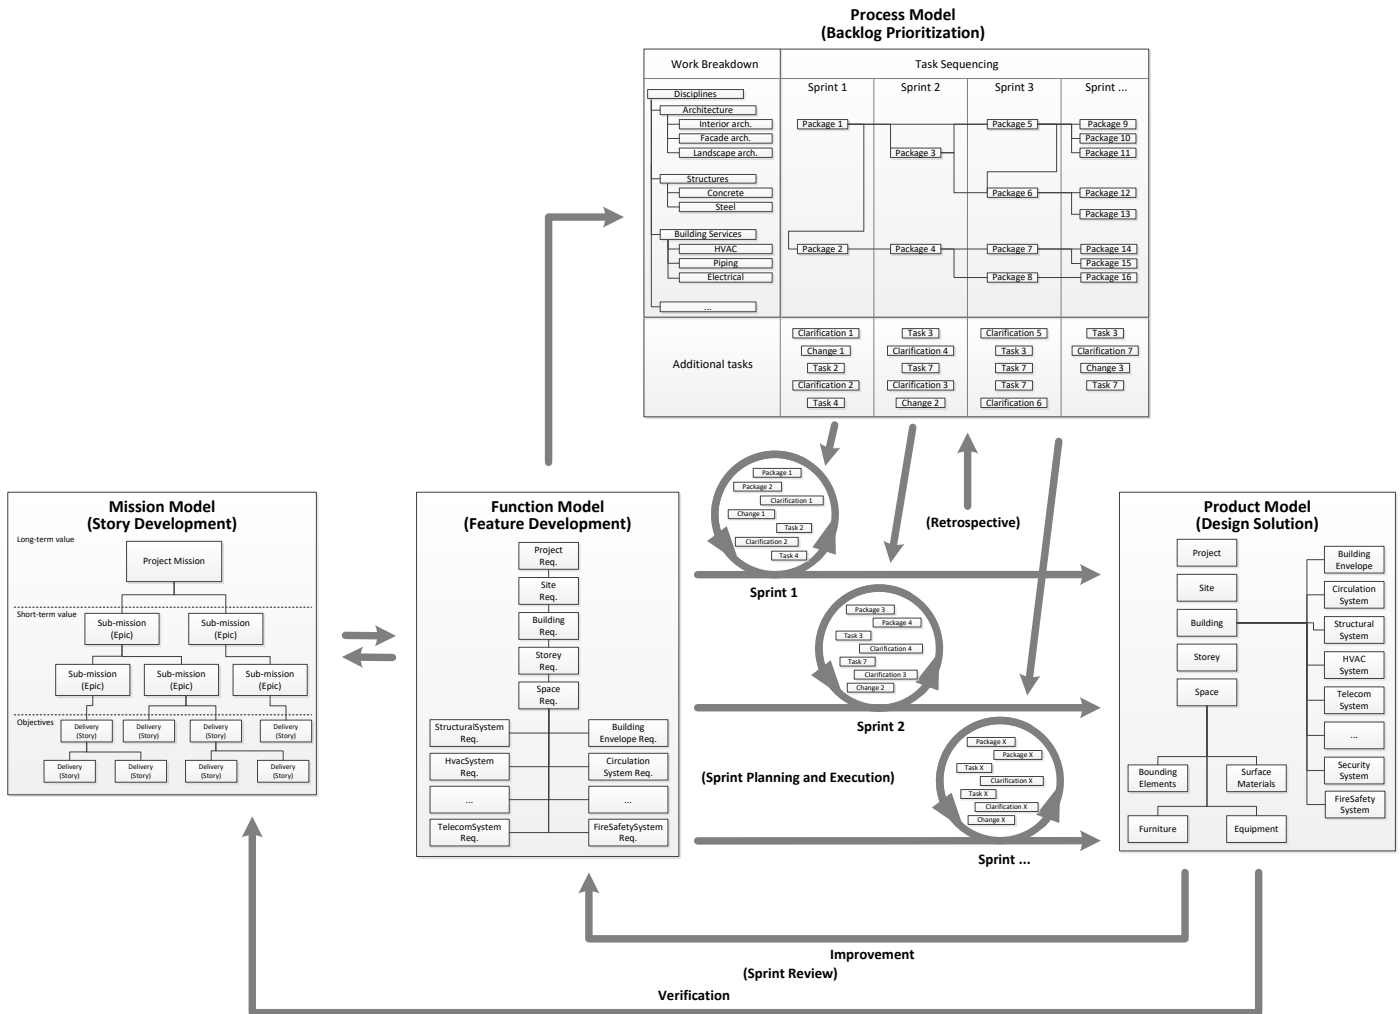 Process Model
(Backlog Prioritization)
Work Breakdown
Task Sequencing
Sprint 1
Sprint 2
Sprint 3
Sprint ...
Disciplines
Architecture
Interior arch.
Facade arch.
Landscape arch.
Structures
Concrete
Steel
Building Services
HVAC
Piping
Electrical
...
Package 1
Package 2
Package 3
Package 4
Package 5
Package 6
Package 7
Package 8
Package 9
Package 10
Package 11
Package 12
Package 13
Package 14
Package 15
Package 16
Additional tasks
Clarification 1
Change 1
Task 2
Clarification 2
Task 4
Task 3
Clarification 4
Task 7
Clarification 3
Change 2
Clarification 5
Task 3
Task 7
Task 7
Clarification 6
Task 3
Clarification 7
Change 3
Task 7
Mission Model
(Story Development)
Long-term value
Project Mission
Short-term value
Sub-mission
(Epic)
Sub-mission
(Epic)
Sub-mission
(Epic)
Sub-mission
(Epic)
Sub-mission
(Epic)
Objectives
Delivery
(Story)
Delivery
(Story)
Delivery
(Story)
Delivery
(Story)
Delivery
(Story)
Delivery
(Story)
Delivery
(Story)
Delivery
(Story)
Function Model
(Feature Development)
Project
Req.
Site
Req.
Building
Req.
Storey
Req.
Space
Req.
StructuralSystem
Req.
Building
Envelope Req.
HvacSystem
Req.
Circulation
System Req.
...
...
TelecomSystem
Req.
FireSafetySystem
Req.
Package 1
Package 2
Clarification 1
Change 1
Task 2
Clarification 2
Task 4
Sprint 1
(Retrospective)
Package 3
Package 4
Task 3
Clarification 4
Task 7
Clarification 3
Change 2
Sprint 2
(Sprint Planning and Execution)
Package X
Package X
Task X
Clarification X
Task X
Clarification X
Change X
Sprint ...
Product Model
(Design Solution)
Project
Site
Building
Storey
Space
Bounding
Elements
Surface
Materials
Furniture
Equipment
Building
Envelope
Circulation
System
Structural
System
HVAC
System
Telecom
System
...
Security
System
FireSafety
System
Improvement
(Sprint Review)
Verification